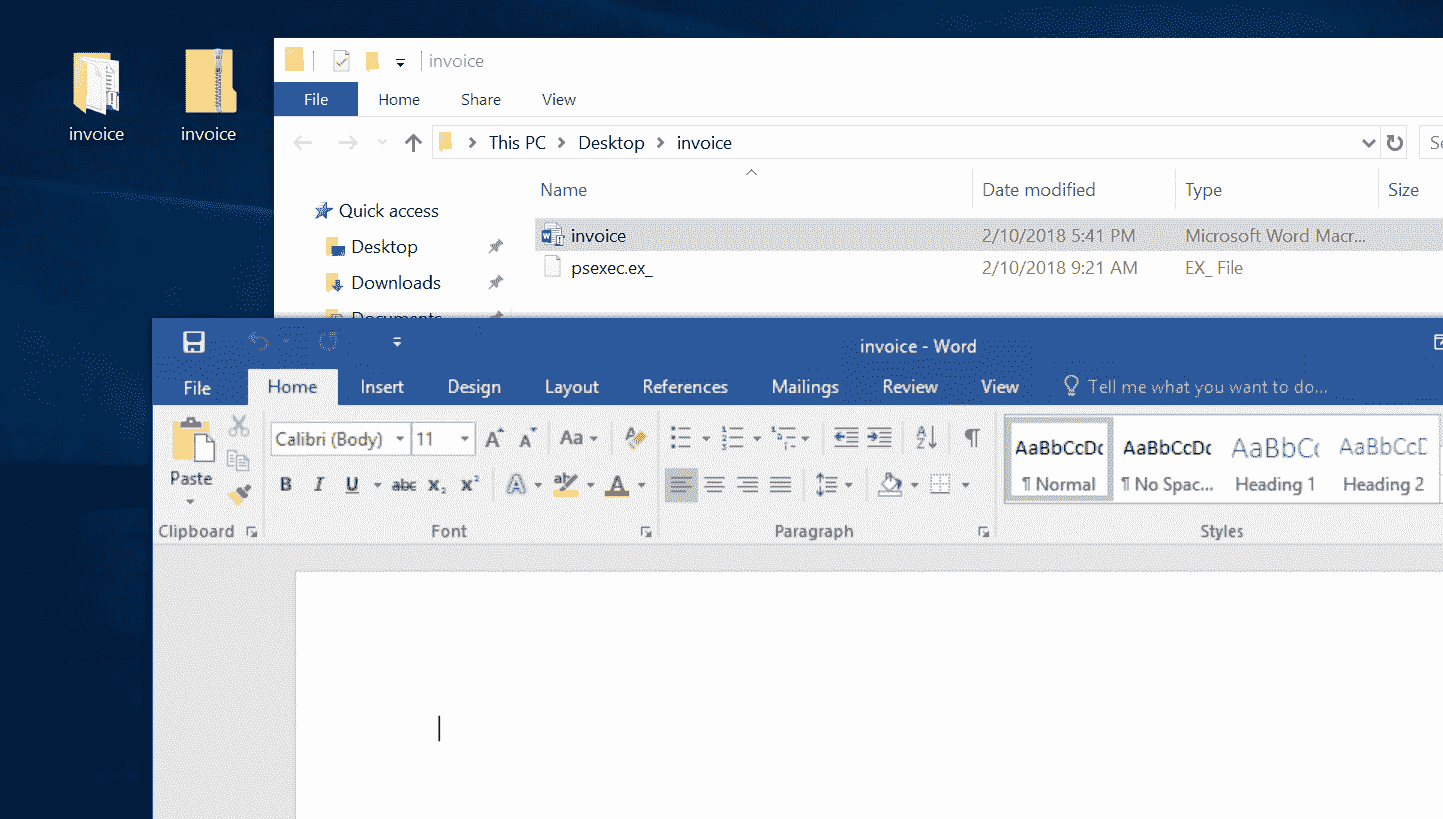 invoice
invoice
invoice
File Home Share View
This PC Desktop invoice
Name Date modified Type Size
Quick access
invoice 2/10/2018 5:41 PM Microsoft Word Macr...
Desktop
psexec.ex_ 2/10/2018 9:21 AM EX_ File
Downloads
Documents
invoice - Word
File Home Insert Design Layout References Mailings Review View Tell me what you want to do...
Calibri (Body) 11 Aa
AaBbCcDc AaBbCcDc AaBbCc AaBbCcD
Paste
B I U abc x₂ x²
¶ Normal ¶ No Spac... Heading 1 Heading 2
Clipboard Font Paragraph Styles